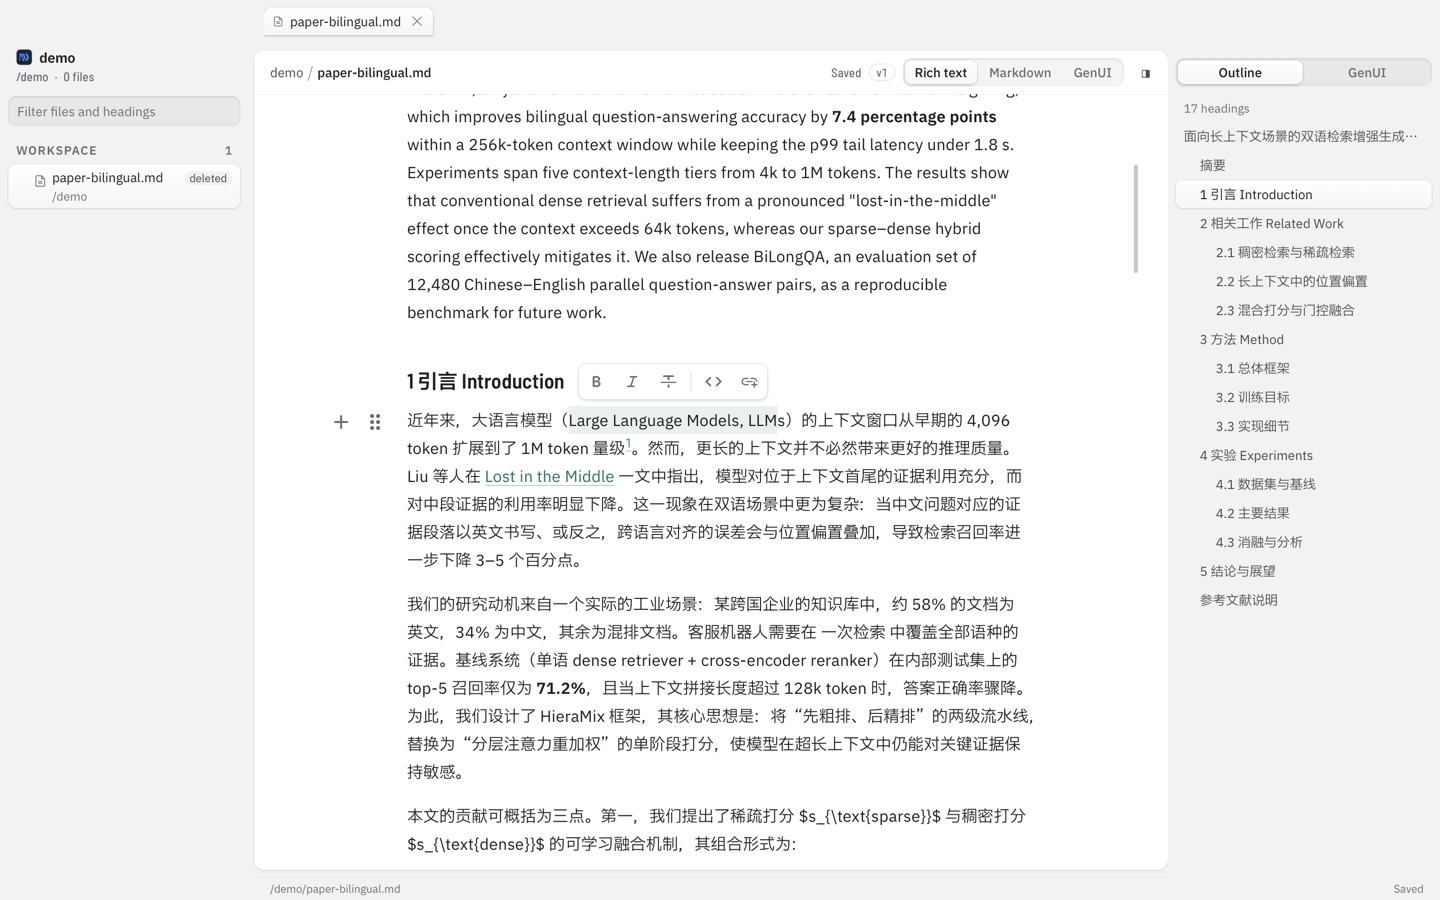 paper-bilingual.md
demo
/demo · 0 files
Filter files and headings
WORKSPACE 1
paper-bilingual.md deleted
/demo
demo / paper-bilingual.md
Saved v1 Rich text Markdown GenUI
which improves bilingual question-answering accuracy by 7.4 percentage points
within a 256k-token context window while keeping the p99 tail latency under 1.8 s.
Experiments span five context-length tiers from 4k to 1M tokens. The results show
that conventional dense retrieval suffers from a pronounced "lost-in-the-middle"
effect once the context exceeds 64k tokens, whereas our sparse–dense hybrid
scoring effectively mitigates it. We also release BiLongQA, an evaluation set of
12,480 Chinese–English parallel question-answer pairs, as a reproducible
benchmark for future work.
1 引言 Introduction
B I T <>
近年来，大语言模型（Large Language Models, LLMs）的上下文窗口从早期的 4,096
token 扩展到了 1M token 量级1。然而，更长的上下文并不必然带来更好的推理质量。
Liu 等人在 Lost in the Middle 一文中指出，模型对位于上下文首尾的证据利用充分，而
对中段证据的利用率明显下降。这一现象在双语场景中更为复杂：当中文问题对应的证
据段落以英文书写、或反之，跨语言对齐的误差会与位置偏置叠加，导致检索召回率进
一步下降 3–5 个百分点。
我们的研究动机来自一个实际的工业场景：某跨国企业的知识库中，约 58% 的文档为
英文，34% 为中文，其余为混排文档。客服机器人需要在 一次检索 中覆盖全部语种的
证据。基线系统（单语 dense retriever + cross-encoder reranker）在内部测试集上的
top-5 召回率仅为 71.2%，且当上下文拼接长度超过 128k token 时，答案正确率骤降。
为此，我们设计了 HieraMix 框架，其核心思想是：将“先粗排、后精排”的两级流水线，
替换为“分层注意力重加权”的单阶段打分，使模型在超长上下文中仍能对关键证据保
持敏感。
本文的贡献可概括为三点。第一，我们提出了稀疏打分 $s_{\text{sparse}}$ 与稠密打分
$s_{\text{dense}}$ 的可学习融合机制，其组合形式为：
/demo/paper-bilingual.md
Outline GenUI
17 headings
面向长上下文场景的双语检索增强生成…
摘要
1 引言 Introduction
2 相关工作 Related Work
2.1 稠密检索与稀疏检索
2.2 长上下文中的位置偏置
2.3 混合打分与门控融合
3 方法 Method
3.1 总体框架
3.2 训练目标
3.3 实现细节
4 实验 Experiments
4.1 数据集与基线
4.2 主要结果
4.3 消融与分析
5 结论与展望
参考文献说明
Saved